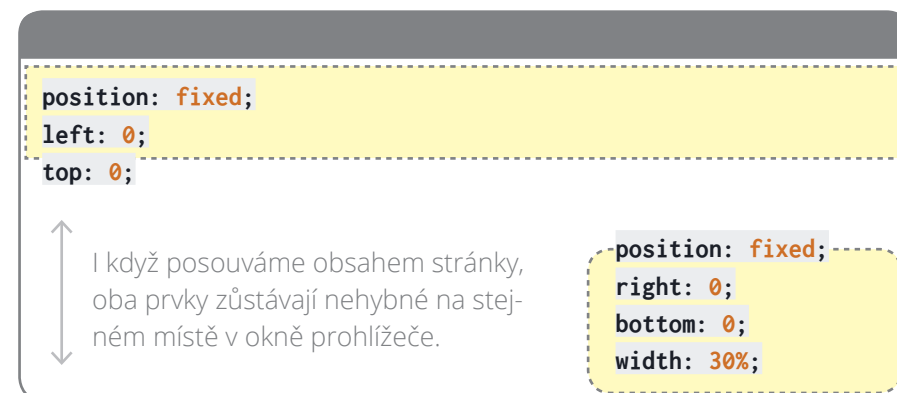 position: fixed;
left: 0;
top: 0;
I když posouváme obsahem stránky,
oba prvky zůstávají nehybné na stej-
ném místě v okně prohlížeče.
position: fixed;
right: 0;
bottom: 0;
width: 30%;